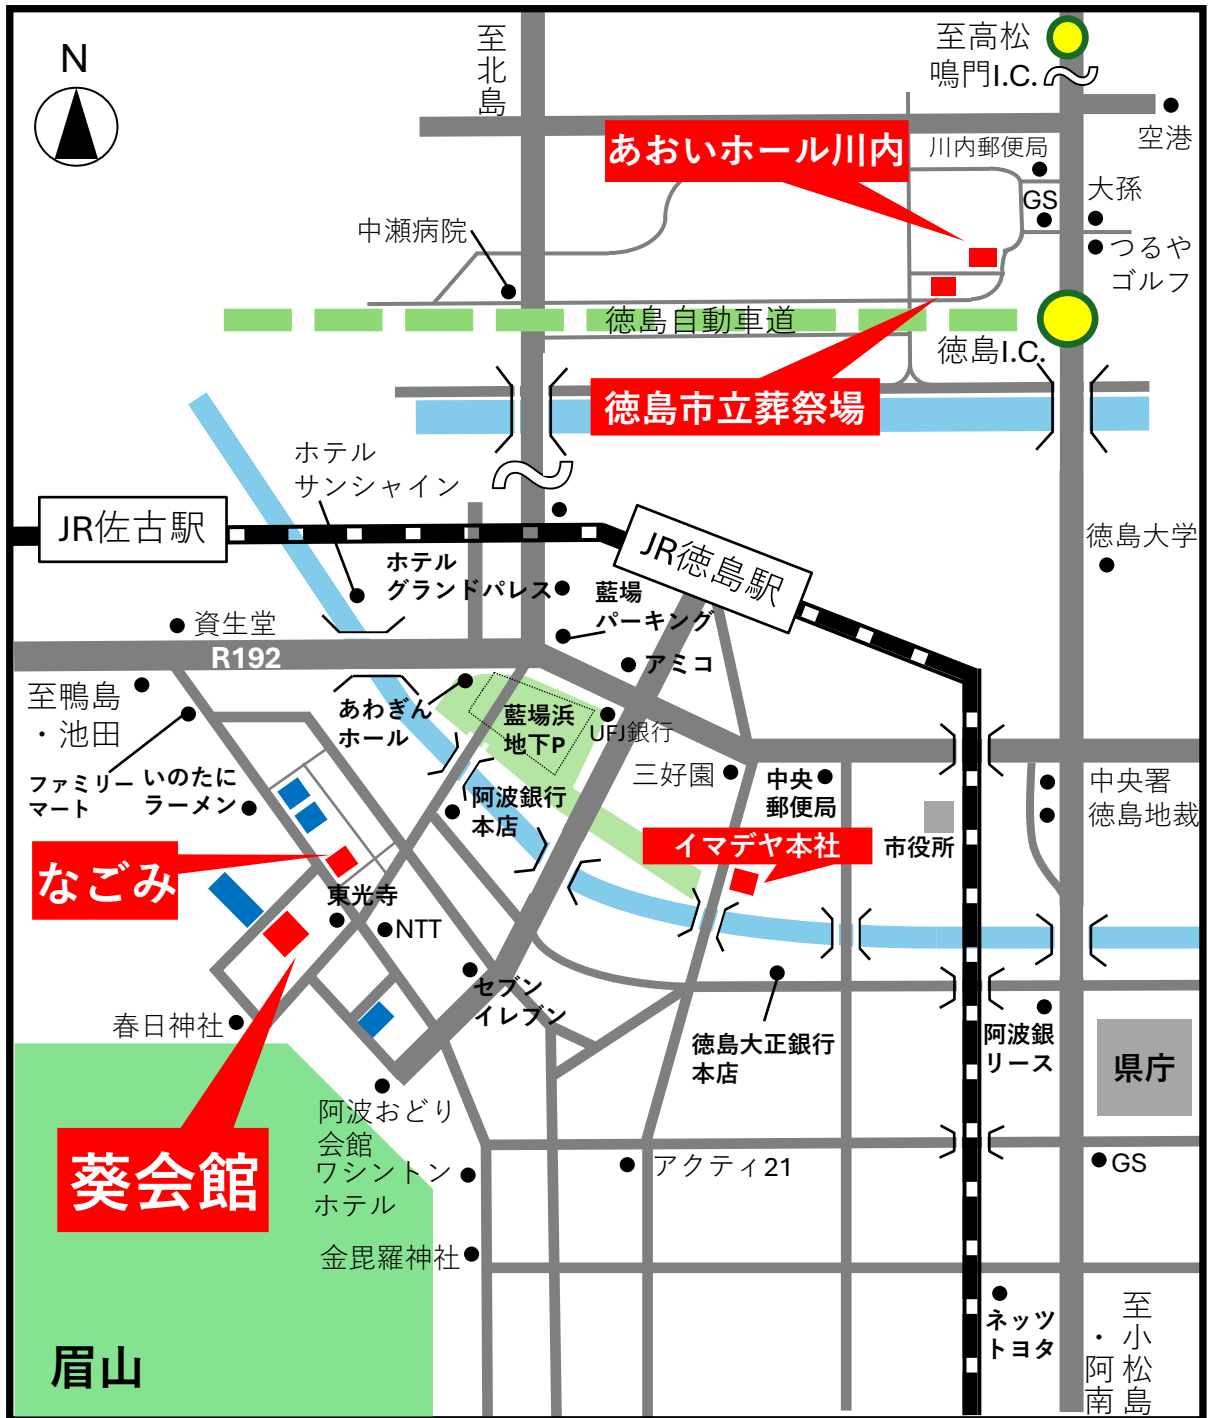 N
至北島
至高松
鳴門I.C.
空港
あおいホール川内
川内郵便局
GS
大孫
中瀬病院
つるや
ゴルフ
徳島自動車道
徳島I.C.
徳島市立葬祭場
ホテル
サンシャイン
JR佐古駅
JR徳島駅
徳島大学
ホテル
グランドパレス
藍場
パーキング
資生堂
R192
アミコ
至鴨島
・池田
あわぎん
ホール
藍場浜
地下P
UFJ銀行
三好園
中央
郵便局
中央署
徳島地裁
ファミリー
マート
いのたに
ラーメン
阿波銀行
本店
イマデヤ本社
市役所
なごみ
東光寺
NTT
セブン
イレブン
春日神社
徳島大正銀行
本店
阿波銀
リース
県庁
阿波おどり
会館
葵会館
ワシントン
ホテル
アクティ21
GS
金毘羅神社
ネッツ
トヨタ
至小松島
・阿南
眉山